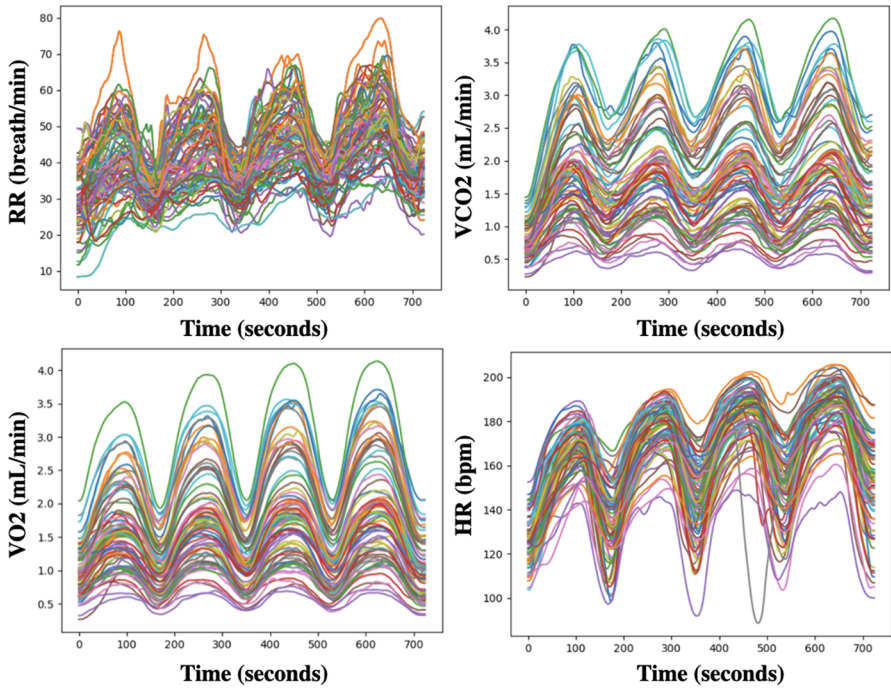 RR (breath/min)
80
70
60
50
40
30
20
10
0 100 200 300 400 500 600 700
Time (seconds)
VCO2 (mL/min)
4.0
3.5
3.0
2.5
2.0
1.5
1.0
0.5
0 100 200 300 400 500 600 700
Time (seconds)
VO2 (mL/min)
4.0
3.5
3.0
2.5
2.0
1.5
1.0
0.5
0 100 200 300 400 500 600 700
Time (seconds)
HR (bpm)
200
180
160
140
120
100
0 100 200 300 400 500 600 700
Time (seconds)